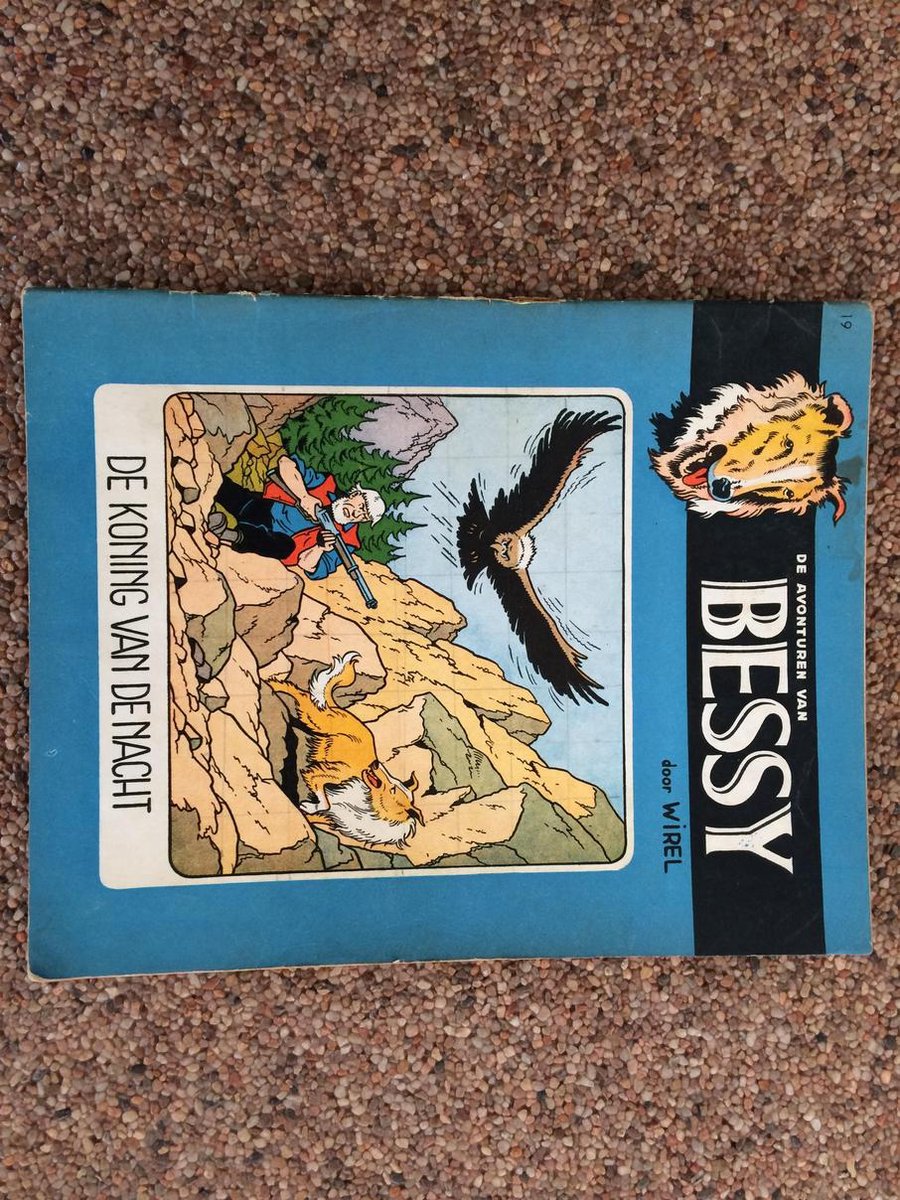 19
DE AVONTUREN VAN
BESSY
door WIREL
DE KONING VAN DE NACHT